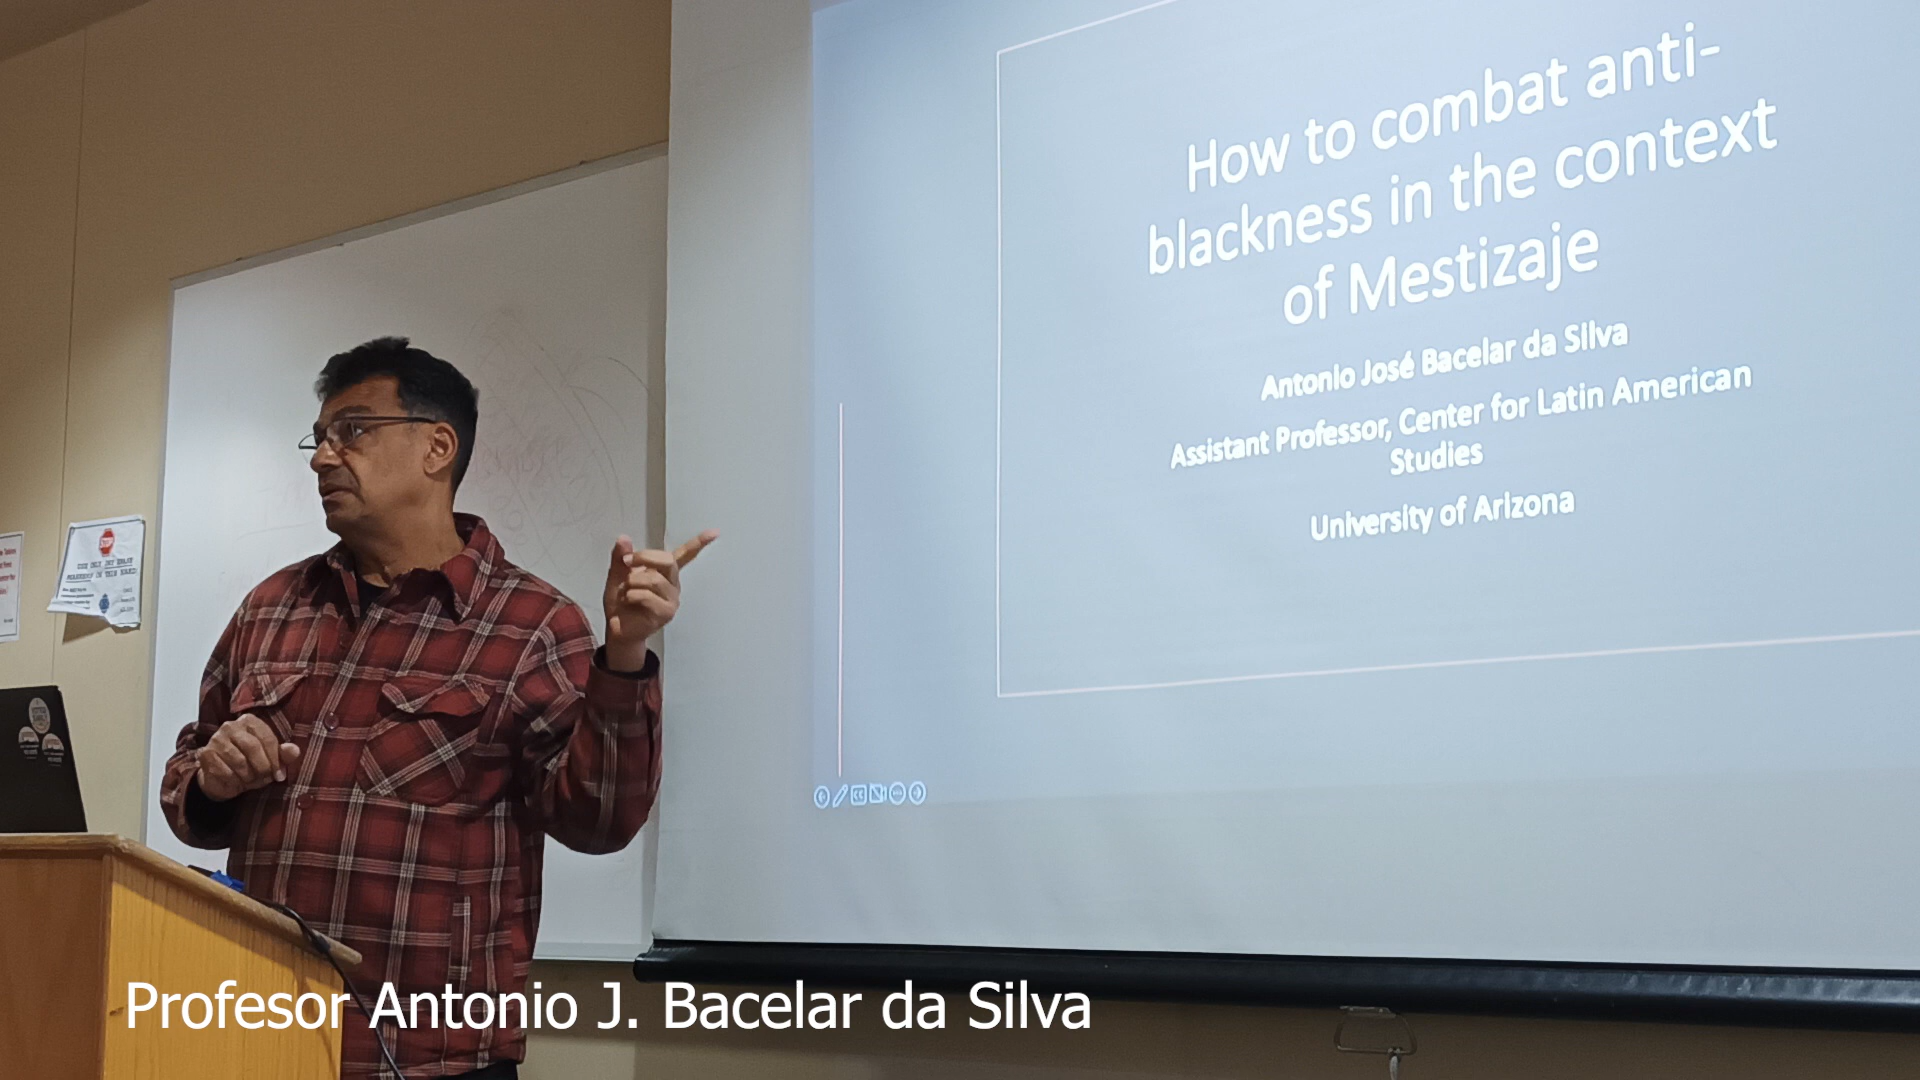 How to combat anti-
blackness in the context
of Mestizaje
Antonio José Bacelar da Silva
Assistant Professor, Center for Latin American
Studies
University of Arizona
Profesor Antonio J. Bacelar da Silva